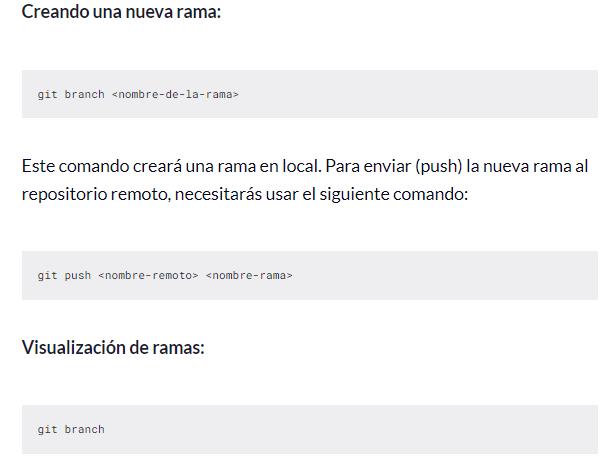 Creando una nueva rama:
git branch <nombre-de-la-rama>
Este comando creará una rama en local. Para enviar (push) la nueva rama al
repositorio remoto, necesitarás usar el siguiente comando:
git push <nombre-remoto> <nombre-rama>
Visualización de ramas:
git branch